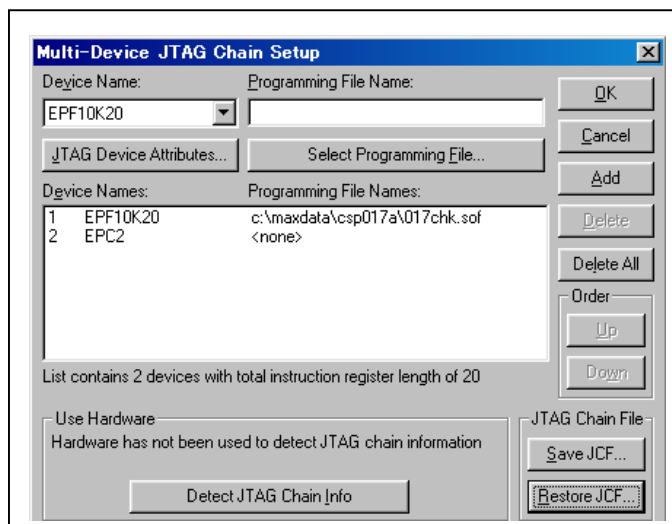 Multi-Device JTAG Chain Setup
Device Name: Programming File Name:
EPF10K20
OK
Cancel
JTAG Device Attributes... Select Programming File...
Add
Device Names: Programming File Names:
1 EPF10K20 c:\maxdata\csp017a\017chk.sof
2 EPC2 <none>
Delete
Delete All
Order
Up
Down
List contains 2 devices with total instruction register length of 20
Use Hardware
Hardware has not been used to detect JTAG chain information
Detect JTAG Chain Info
JTAG Chain File
Save JCF...
Restore JCF...